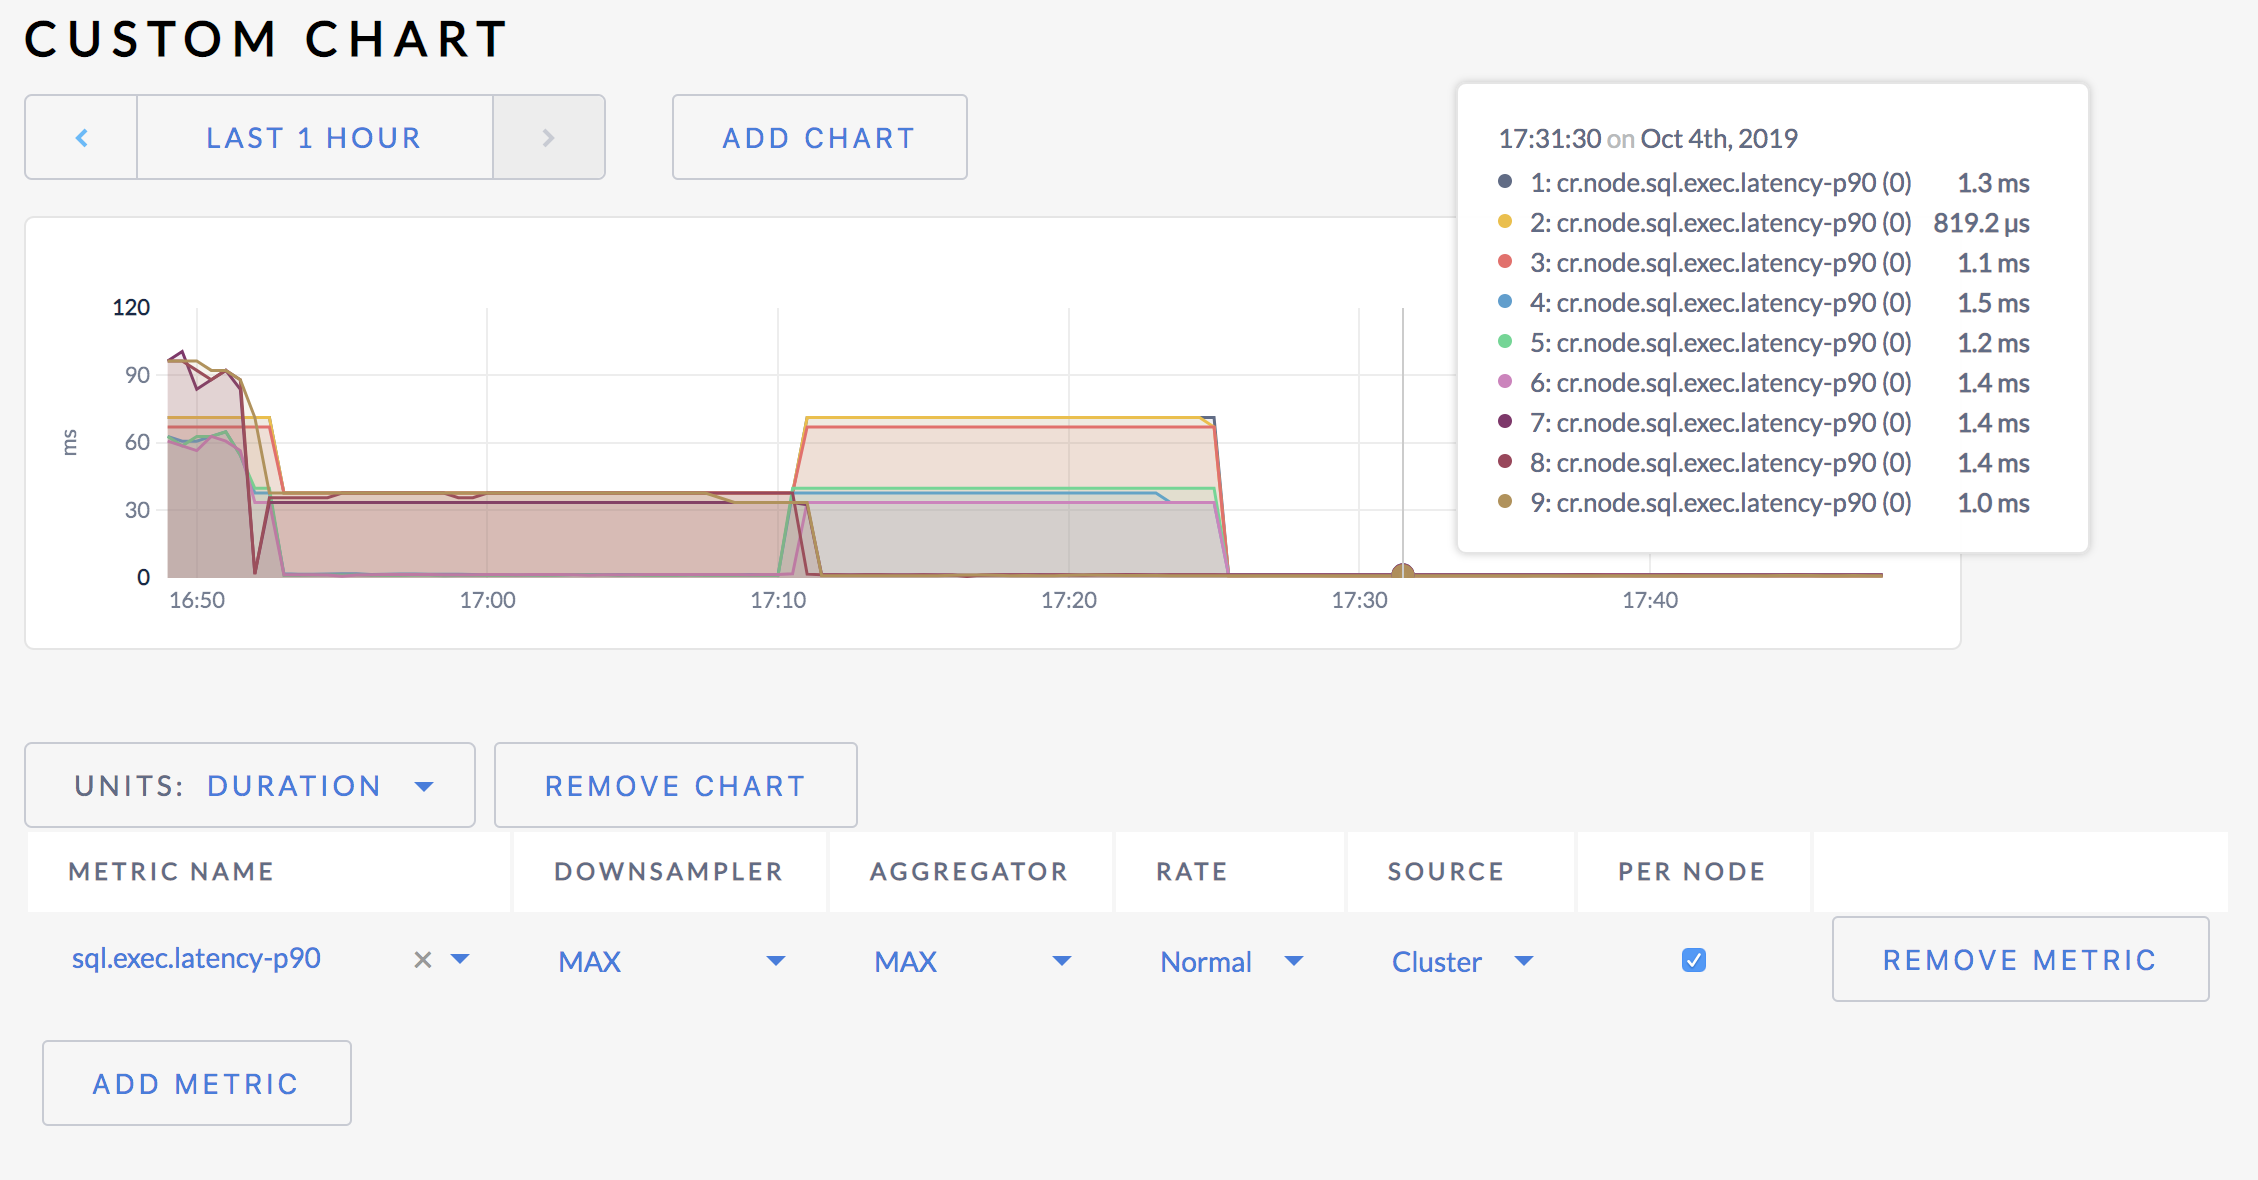 CUSTOM CHART
LAST 1 HOUR
ADD CHART
17:31:30 on Oct 4th, 2019
1: cr.node.sql.exec.latency-p90 (0) 1.3 ms
2: cr.node.sql.exec.latency-p90 (0) 819.2 µs
3: cr.node.sql.exec.latency-p90 (0) 1.1 ms
4: cr.node.sql.exec.latency-p90 (0) 1.5 ms
5: cr.node.sql.exec.latency-p90 (0) 1.2 ms
6: cr.node.sql.exec.latency-p90 (0) 1.4 ms
7: cr.node.sql.exec.latency-p90 (0) 1.4 ms
8: cr.node.sql.exec.latency-p90 (0) 1.4 ms
9: cr.node.sql.exec.latency-p90 (0) 1.0 ms
120
90
60
30
0
ms
16:50 17:00 17:10 17:20 17:30 17:40
UNITS: DURATION
REMOVE CHART
METRIC NAME DOWNSAMPLER AGGREGATOR RATE SOURCE PER NODE
sql.exec.latency-p90 × MAX MAX Normal Cluster REMOVE METRIC
ADD METRIC